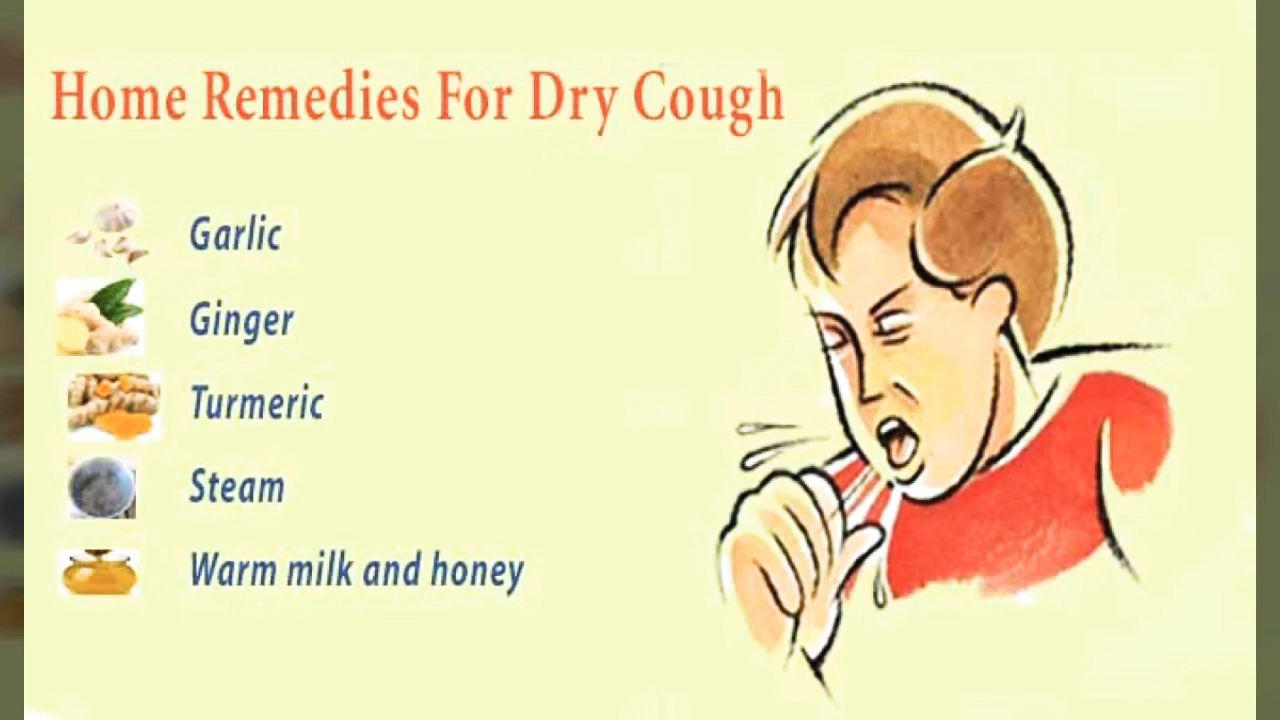 Home Remedies For Dry Cough
Garlic
Ginger
Turmeric
Steam
Warm milk and honey